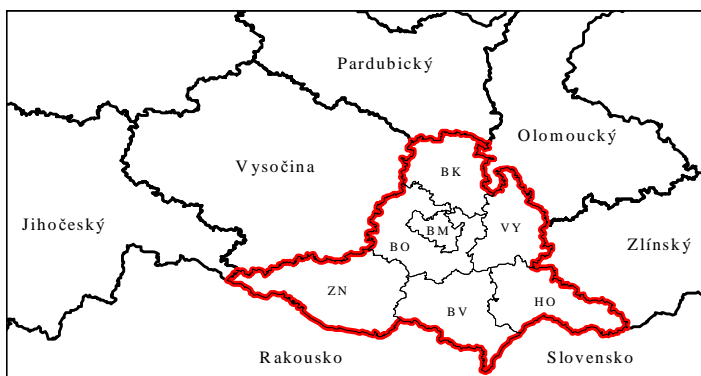 Pardubický
Olomoucký
Vysočina
BK
Jihočeský
BM
VY
BO
Zlínský
ZN
HO
BV
Rakousko
Slovensko